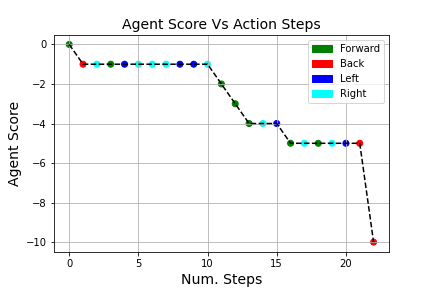 Agent Score Vs Action Steps
Agent Score
0
−2
−4
−6
−8
−10
Forward
Back
Left
Right
0 5 10 15 20
Num. Steps